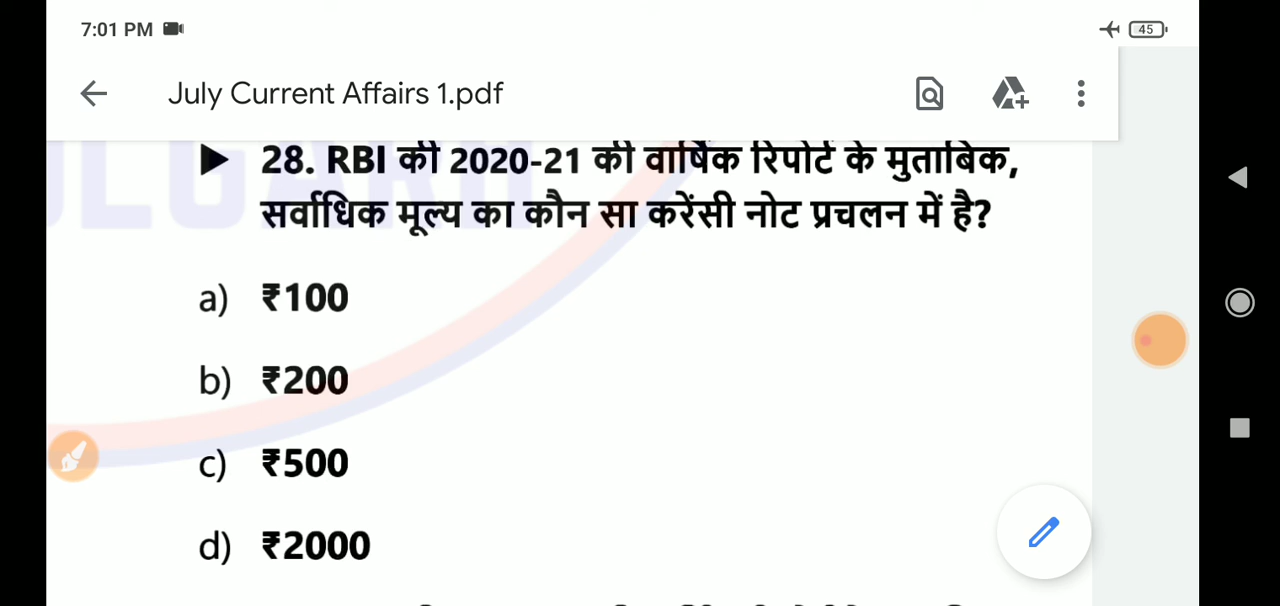 7:01 PM
45
July Current Affairs 1.pdf
28. RBI की 2020-21 की वार्षिक रिपोर्ट के मुताबिक,
सर्वाधिक मूल्य का कौन सा करेंसी नोट प्रचलन में है?
a) ₹100
b) ₹200
c) ₹500
d) ₹2000